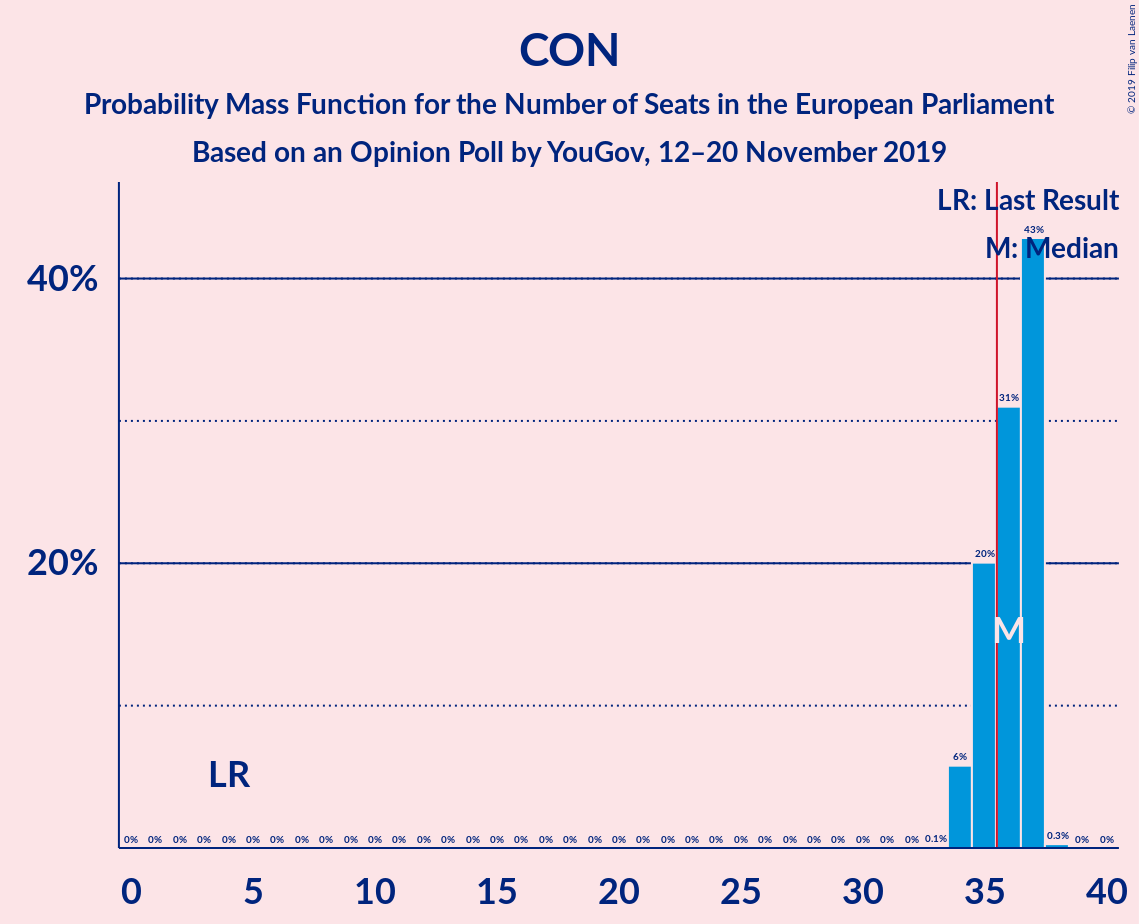 CON
Probability Mass Function for the Number of Seats in the European Parliament
Based on an Opinion Poll by YouGov, 12–20 November 2019
© 2019 Filip van Laenen
LR: Last Result
M: Median
43%
40%
31%
20%
20%
M
6%
LR
0% 0% 0% 0% 0% 0% 0% 0% 0% 0% 0% 0% 0% 0% 0% 0% 0% 0% 0% 0% 0% 0% 0% 0% 0% 0% 0% 0% 0% 0% 0% 0% 0% 0.1% 0.3% 0% 0%
0 5 10 15 20 25 30 35 40